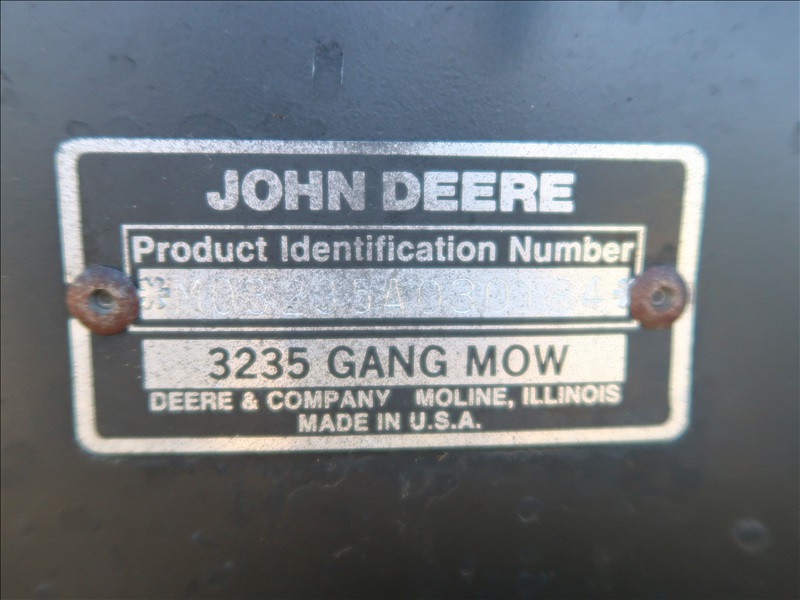 JOHN DEERE
Product Identification Number
3235 GANG MOW
DEERE & COMPANY MOLINE, ILLINOIS
MADE IN U.S.A.